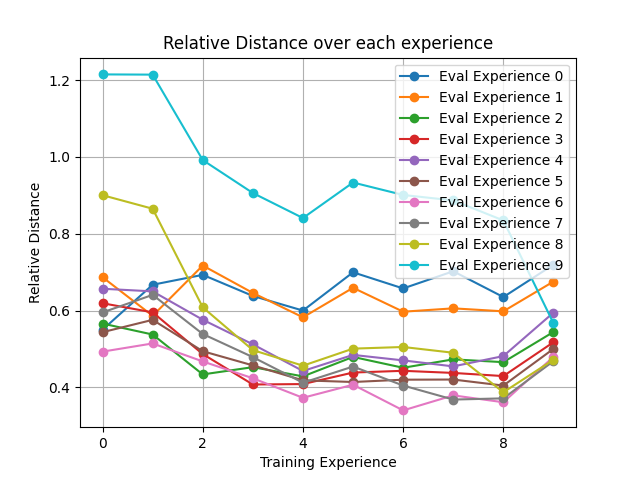 Relative Distance over each experience
Eval Experience 0
Eval Experience 1
Eval Experience 2
Eval Experience 3
Eval Experience 4
Eval Experience 5
Eval Experience 6
Eval Experience 7
Eval Experience 8
Eval Experience 9
Relative Distance
1.2
1.0
0.8
0.6
0.4
0 2 4 6 8
Training Experience